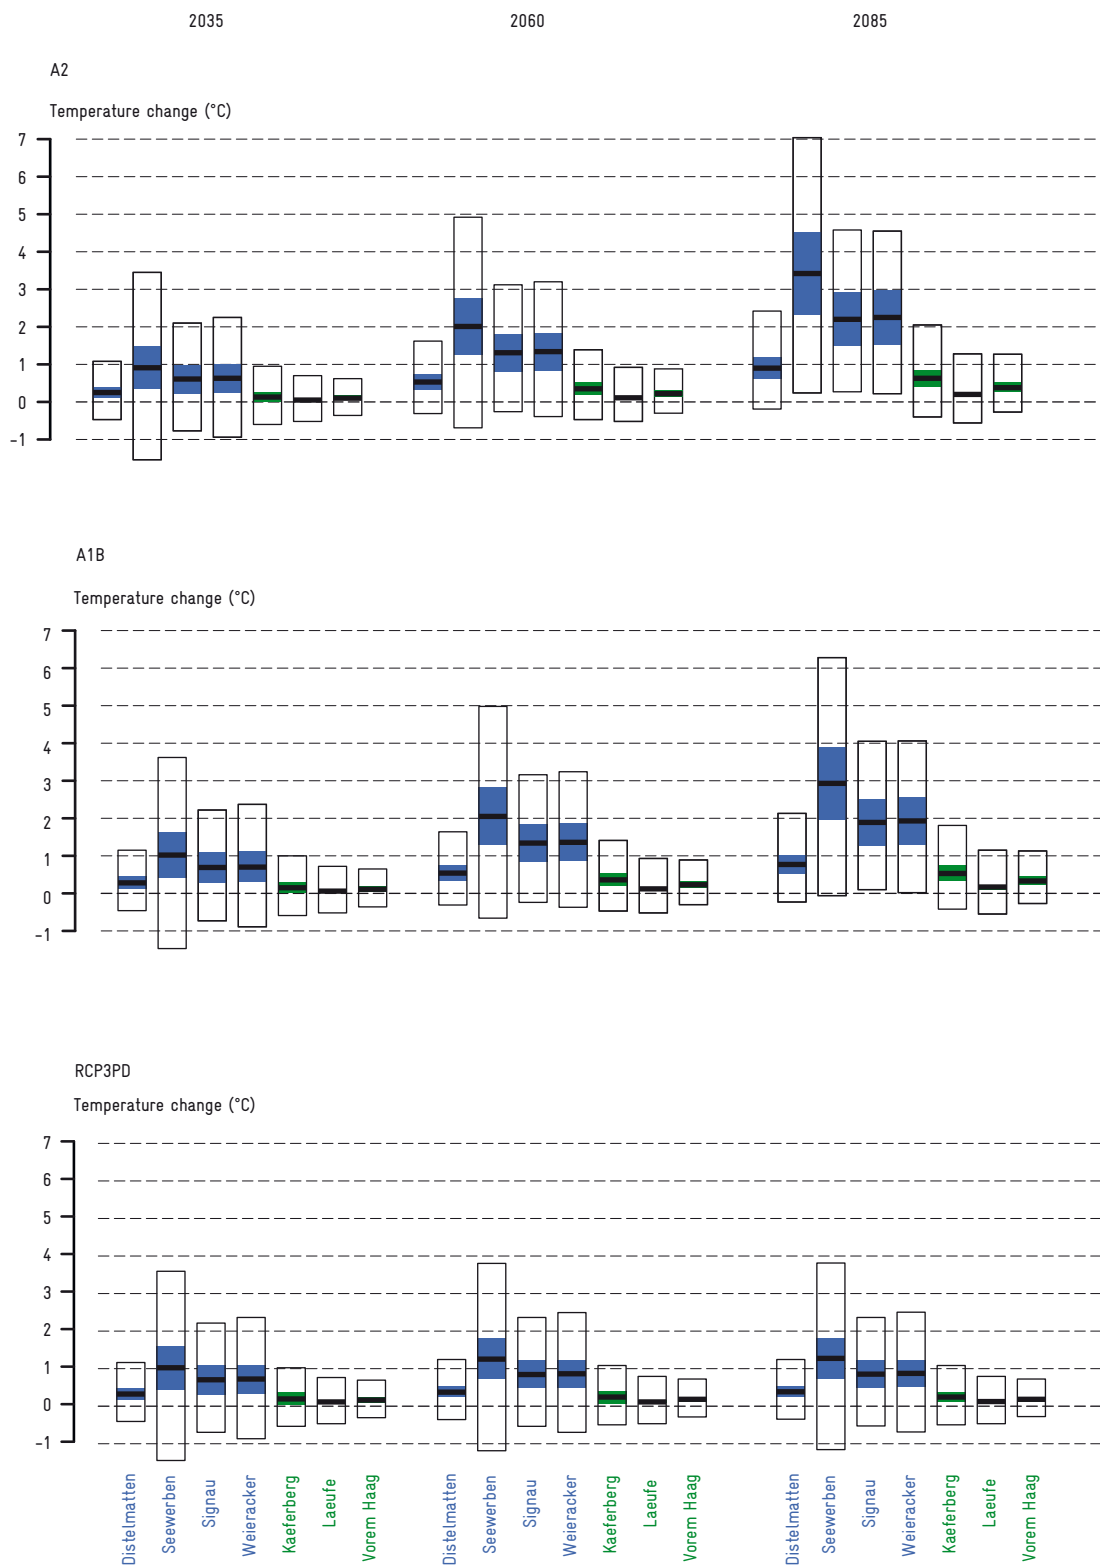 2035 2060 2085
A2
Temperature change (°C)
7
6
5
4
3
2
1
0
-1
A1B
Temperature change (°C)
7
6
5
4
3
2
1
0
-1
RCP3PD
Temperature change (°C)
7
6
5
4
3
2
1
0
-1
Distelmatten
Seewerben
Signau
Weieracker
Kaeferberg
Laeufe
Vorem Haag
Distelmatten
Seewerben
Signau
Weieracker
Kaeferberg
Laeufe
Vorem Haag
Distelmatten
Seewerben
Signau
Weieracker
Kaeferberg
Laeufe
Vorem Haag